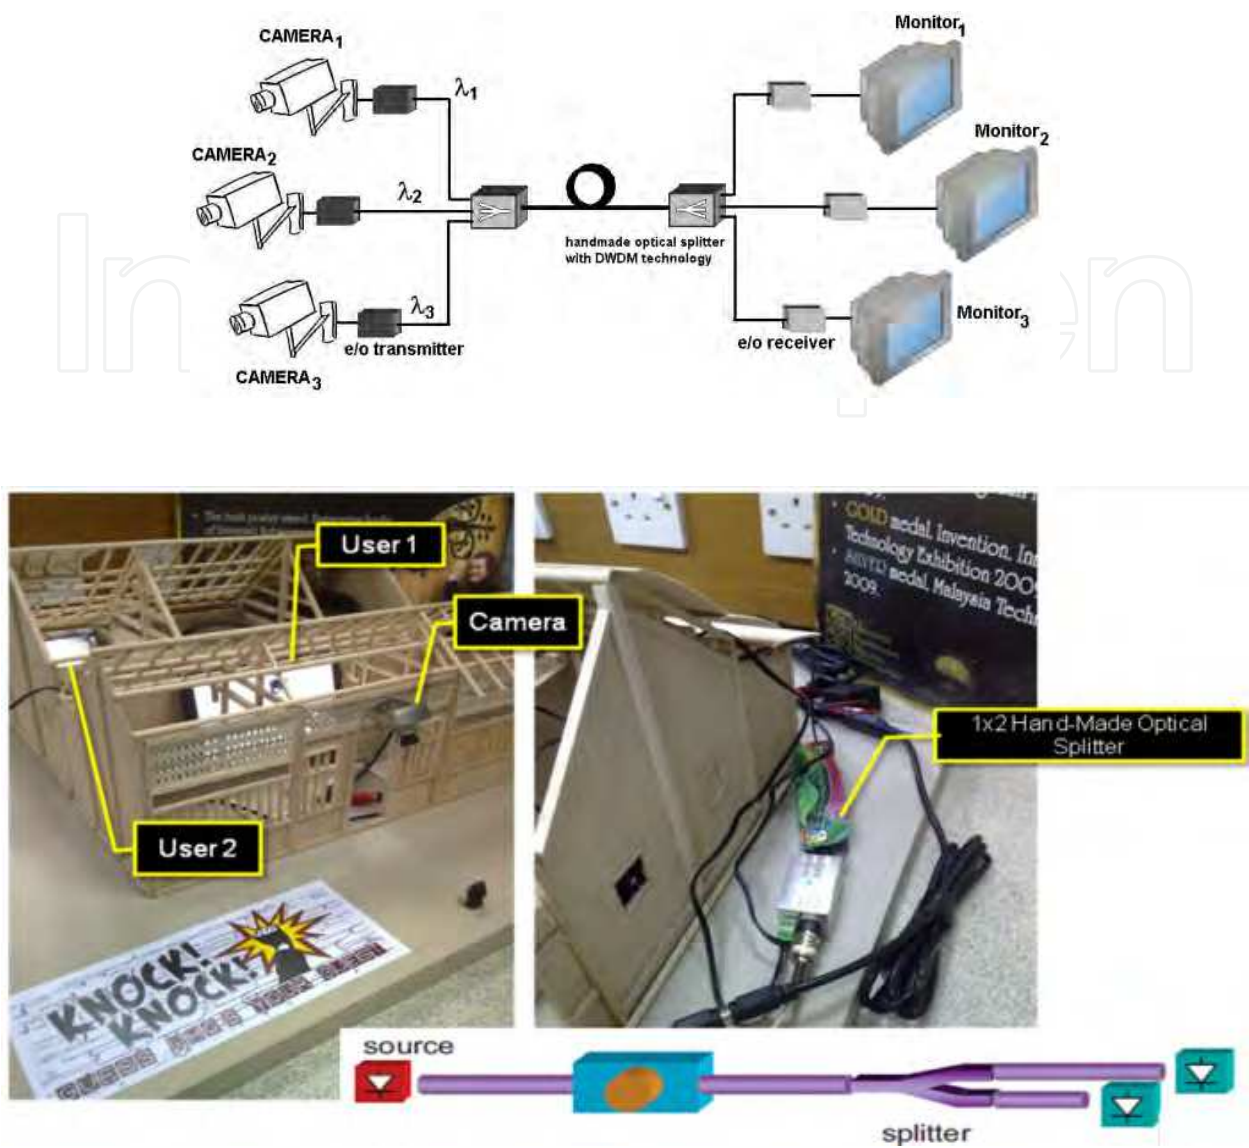 CAMERA1
Monitor1
λ1
CAMERA2
Monitor2
λ2
handmade optical splitter
with DWDM technology
λ3
Monitor3
e/o transmitter
e/o receiver
CAMERA3
User 1
Camera
User 2
KNOCK!
KNOCK!
2009.
GOLD medal, Invention,
Technology Exhibition 2009
medal, Malaysia
2009.
1x2 Hand-Made Optical
Splitter
source
splitter